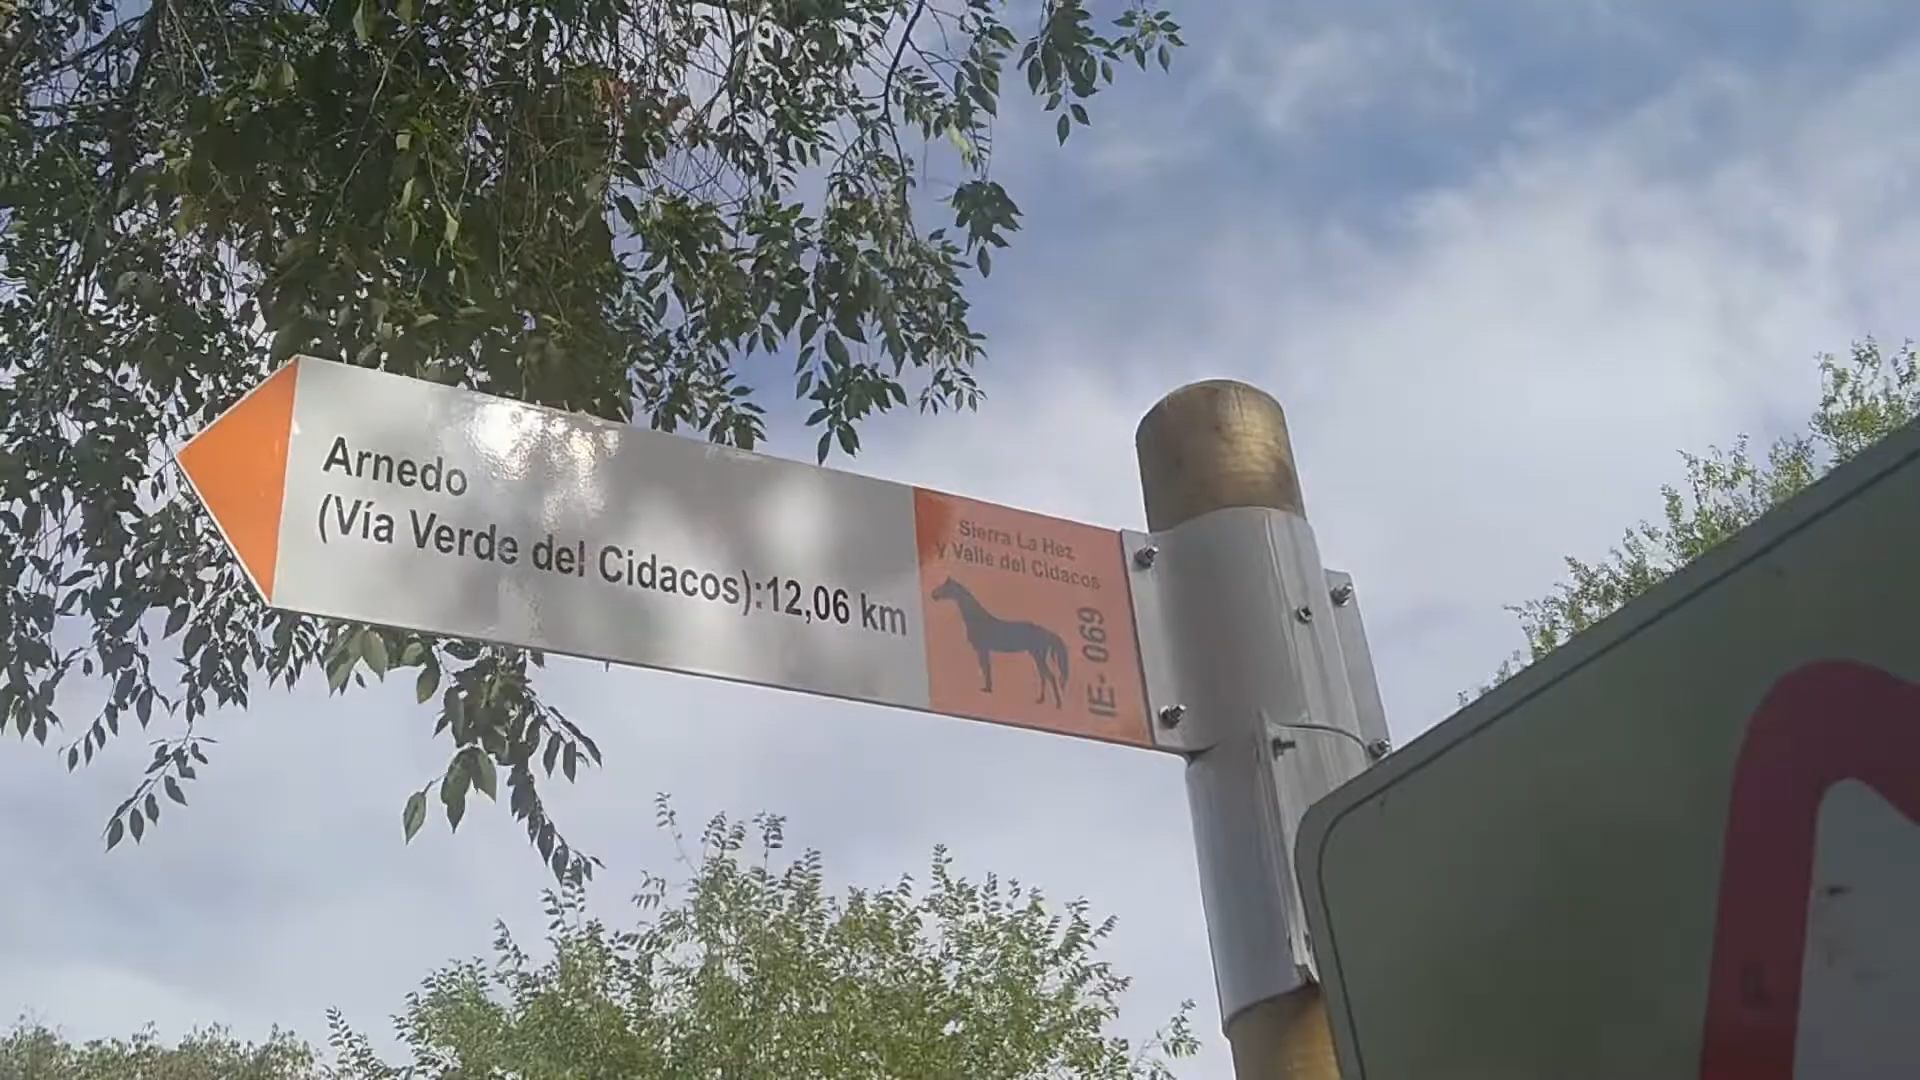 Arnedo
(Vía Verde del Cidacos):12,06 km
Sierra La Hez
y Valle del Cidacos
IE- 069